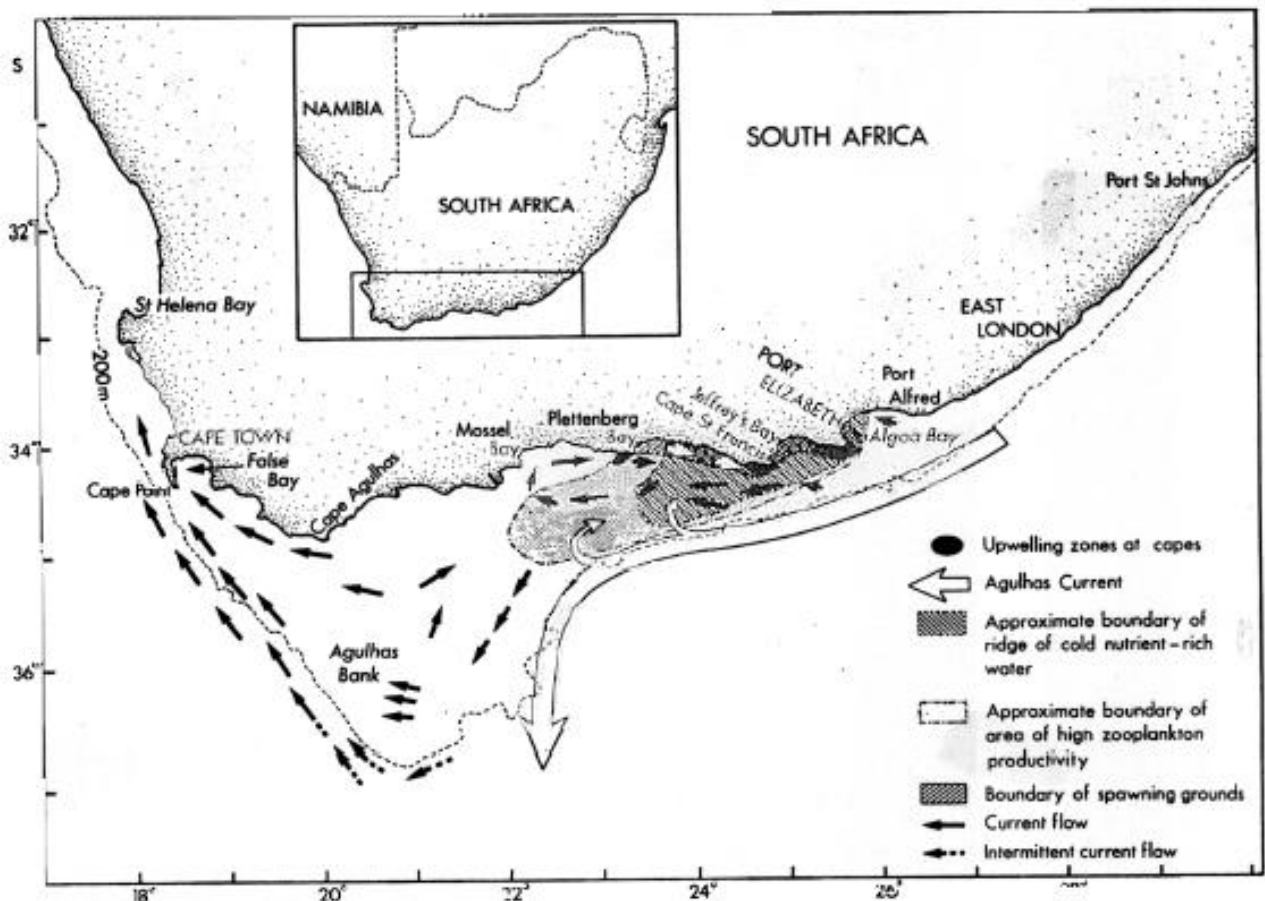 S
32°
34°
36°
NAMIBIA
SOUTH AFRICA
SOUTH AFRICA
Port St Johns
EAST
LONDON
St Helena Bay
200m
PORT
ELIZABETH
Port
Alfred
Jeffrey's Bay
Cape St Francis
Algoa Bay
Plettenberg
Bay
Mossel
Bay
CAPE TOWN
False
Bay
Cape Point
Cape Agulhas
Agulhas
Bank
Upwelling zones at capes
Agulhas Current
Approximate boundary of
ridge of cold nutrient-rich
water
Approximate boundary of
area of high zooplankton
productivity
Boundary of spawning grounds
Current flow
Intermittent current flow
18°
20°
22°
24°
26°